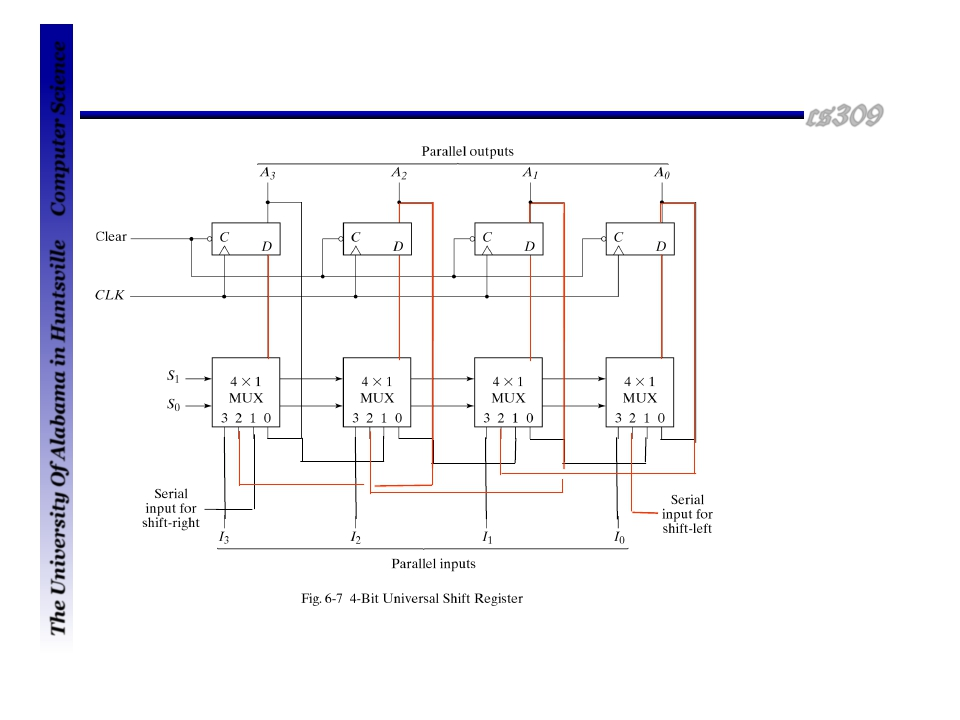 The University Of Alabama in Huntsville Computer Science
cs309
Parallel outputs
A3 A2 A1 A0
Clear C D C D C D C D
CLK
S1 4 × 1 4 × 1 4 × 1 4 × 1
S0 MUX MUX MUX MUX
3 2 1 0 3 2 1 0 3 2 1 0 3 2 1 0
Serial
input for
shift-right
Serial
input for
shift-left
I3 I2 I1 I0
Parallel inputs
Fig. 6-7 4-Bit Universal Shift Register